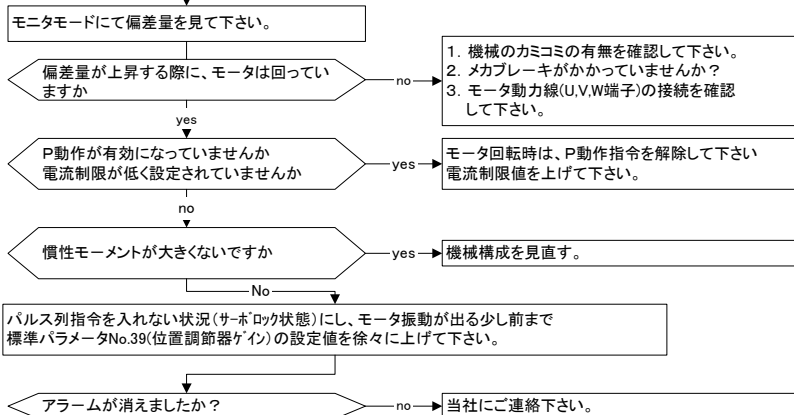 モニタモードにて偏差量を見て下さい。
偏差量が上昇する際に、モータは回ってい
ますか
no
1．機械のカミコミの有無を確認して下さい。
2．メカブレーキがかかっていませんか？
3．モータ動力線(U,V,W端子)の接続を確認
して下さい。
yes
P動作が有効になっていませんか
電流制限が低く設定されていませんか
yes
モータ回転時は、P動作指令を解除して下さい
電流制限値を上げて下さい。
no
慣性モーメントが大きくないですか
yes
機械構成を見直す。
No
パルス列指令を入れない状況(ｻｰﾎﾞﾛｯｸ状態)にし、モータ振動が出る少し前まで
標準パラメータNo.39(位置調節器ｹﾞｲﾝ)の設定値を徐々に上げて下さい。
アラームが消えましたか？
no
当社にご連絡下さい。